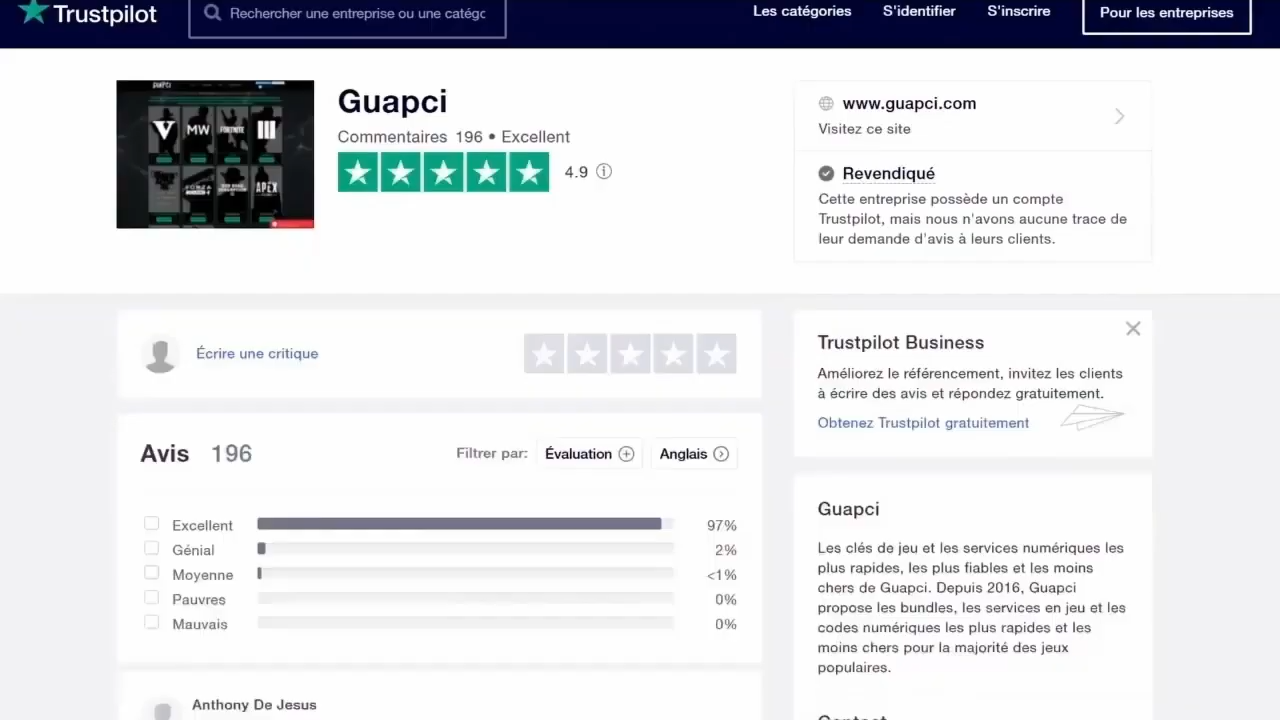 Trustpilot
Rechercher une entreprise ou une catégc
Les catégories
S'identifier
S'inscrire
Pour les entreprises
V
MW
FORTNITE
III
APEX
Guapci
Commentaires 196 • Excellent
4.9
www.guapci.com
Visitez ce site
Revendiqué
Cette entreprise possède un compte
Trustpilot, mais nous n'avons aucune trace de
leur demande d'avis à leurs clients.
Écrire une critique
Trustpilot Business
Améliorez le référencement, invitez les clients
à écrire des avis et répondez gratuitement.
Obtenez Trustpilot gratuitement
Avis 196
Filtrer par:
Évaluation
Anglais
Excellent 97%
Génial 2%
Moyenne <1%
Pauvres 0%
Mauvais 0%
Guapci
Les clés de jeu et les services numériques les
plus rapides, les plus fiables et les moins
chers de Guapci. Depuis 2016, Guapci
propose les bundles, les services en jeu et les
codes numériques les plus rapides et les
moins chers pour la majorité des jeux
populaires.
Anthony De Jesus
Contact